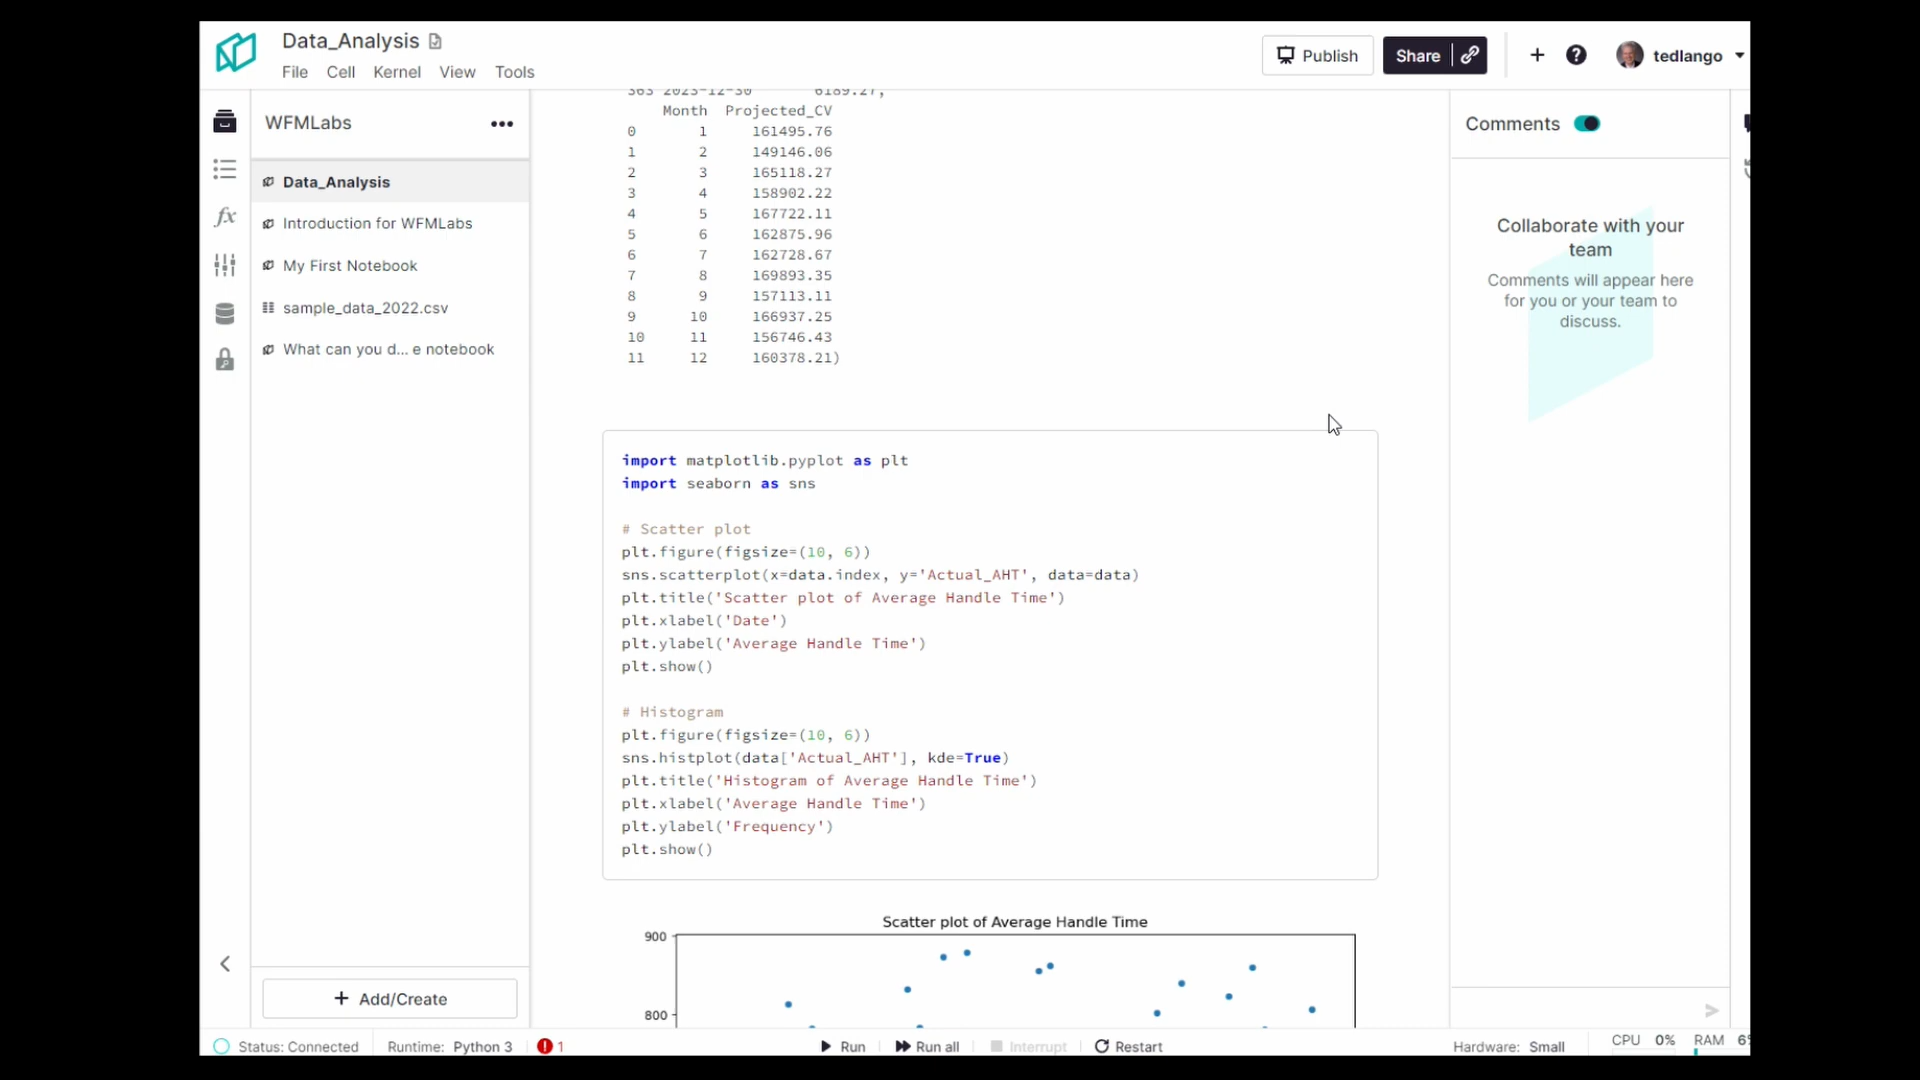 Data_Analysis
File Cell Kernel View Tools
Publish
Share
tedlango
WFMLabs
Data_Analysis
Introduction for WFMLabs
My First Notebook
sample_data_2022.csv
What can you d... e notebook
Add/Create
363 2023-12-30 6189.27,
Month Projected_CV
0 1 161495.76
1 2 149146.06
2 3 165118.27
3 4 158902.22
4 5 167722.11
5 6 162875.96
6 7 162728.67
7 8 169893.35
8 9 157113.11
9 10 166937.25
10 11 156746.43
11 12 160378.21)
import matplotlib.pyplot as plt
import seaborn as sns
# Scatter plot
plt.figure(figsize=(10, 6))
sns.scatterplot(x=data.index, y='Actual_AHT', data=data)
plt.title('Scatter plot of Average Handle Time')
plt.xlabel('Date')
plt.ylabel('Average Handle Time')
plt.show()
# Histogram
plt.figure(figsize=(10, 6))
sns.histplot(data['Actual_AHT'], kde=True)
plt.title('Histogram of Average Handle Time')
plt.xlabel('Average Handle Time')
plt.ylabel('Frequency')
plt.show()
Scatter plot of Average Handle Time
900
800
Comments
Collaborate with your
team
Comments will appear here
for you or your team to
discuss.
Status: Connected Runtime: Python 3 1 Run Run all Interrupt Restart Hardware: Small CPU 0% RAM